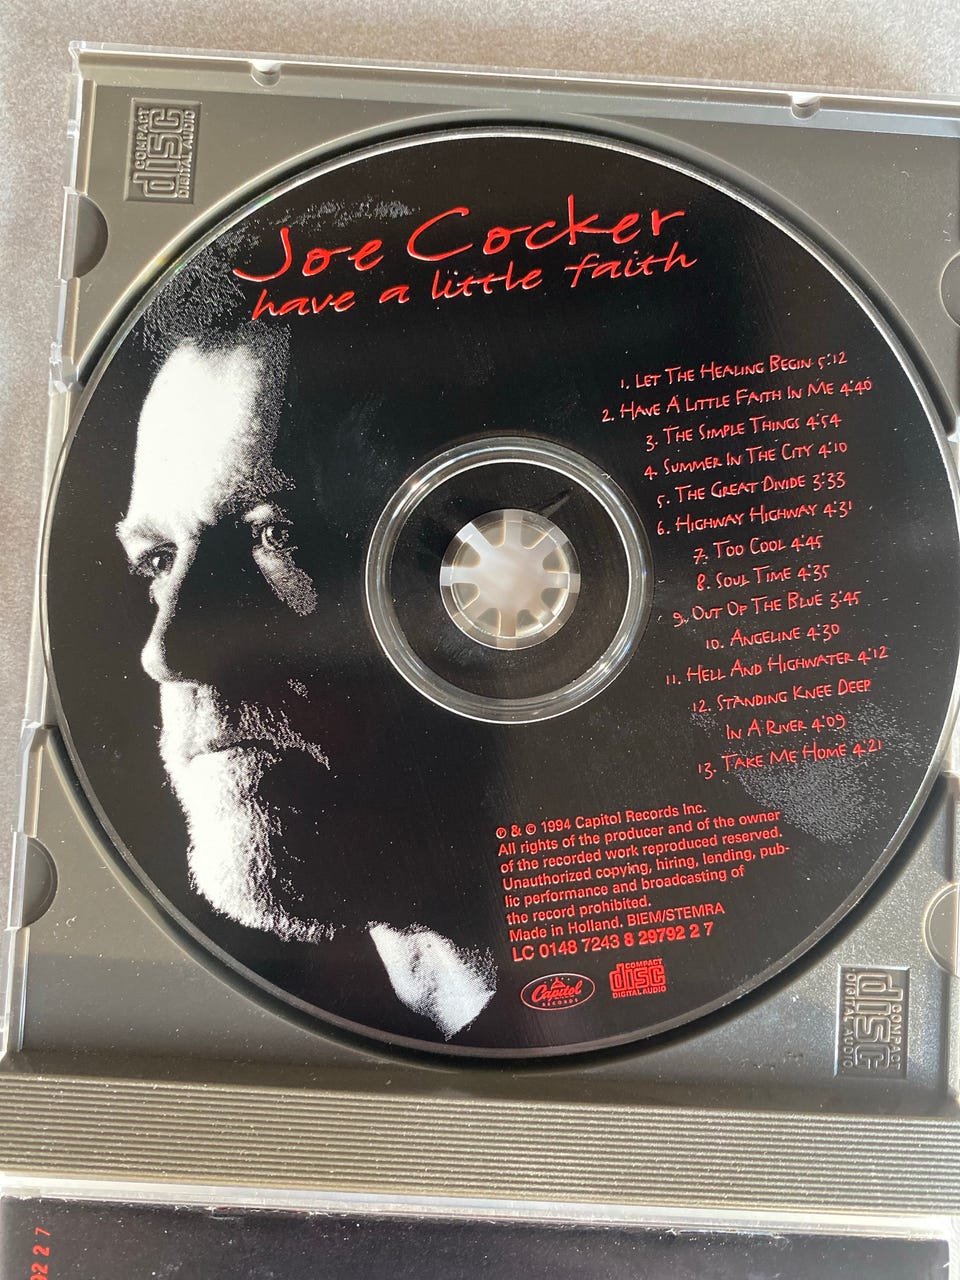 COMPACT
disc
DIGITAL AUDIO
Joe Cocker
have a little faith
1. LET THE HEALING BEGIN 5:12
2. HAVE A LITTLE FAITH IN ME 4:40
3. THE SIMPLE THINGS 4:54
4. SUMMER IN THE CITY 4:10
5. THE GREAT DIVIDE 3:33
6. HIGHWAY HIGHWAY 4:31
7. TOO COOL 4:45
8. SOUL TIME 4:35
9. OUT OF THE BLUE 3:45
10. ANGELINE 4:30
11. HELL AND HIGHWATER 4:12
12. STANDING KNEE DEEP
IN A RIVER 4:09
13. TAKE ME HOME 4:21
℗ & © 1994 Capitol Records Inc.
All rights of the producer and of the owner
of the recorded work reproduced reserved.
Unauthorized copying, hiring, lending, pub-
lic performance and broadcasting of
the record prohibited.
Made in Holland. BIEM/STEMRA
LC 0148 7243 8 29792 2 7
Capitol
RECORDS
COMPACT
disc
DIGITAL AUDIO
COMPACT
disc
DIGITAL AUDIO
2 2 7